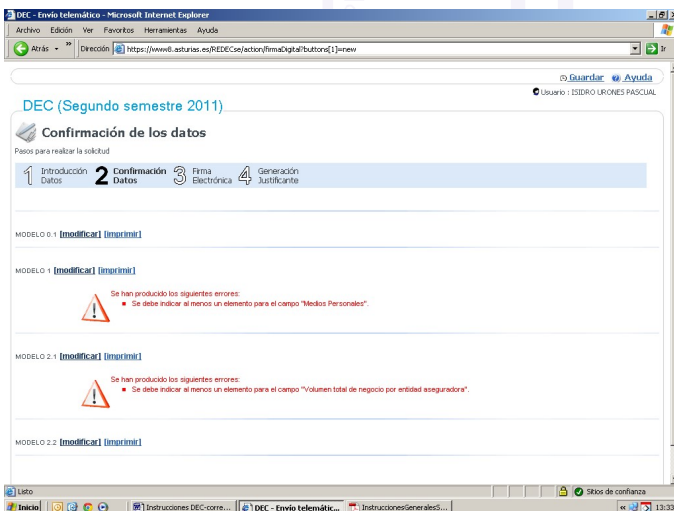 DEC - Envío telemático - Microsoft Internet Explorer
Archivo Edición Ver Favoritos Herramientas Ayuda
Atrás » Dirección https://www8.asturias.es/REDECse/action/firmaDigital?buttons[1]=new Ir
Guardar Ayuda
Usuario : ISIDRO URONES PASCUAL
DEC (Segundo semestre 2011)
Confirmación de los datos
Pasos para realizar la solicitud
1 Introducción Datos 2 Confirmación Datos 3 Firma Electrónica 4 Generación Justificante
MODELO 0.1 [modificar] [imprimir]
MODELO 1 [modificar] [imprimir]
Se han producido los siguientes errores:
Se debe indicar al menos un elemento para el campo "Medios Personales".
MODELO 2.1 [modificar] [imprimir]
Se han producido los siguientes errores:
Se debe indicar al menos un elemento para el campo "Volumen total de negocio por entidad aseguradora".
MODELO 2.2 [modificar] [imprimir]
Listo Sitios de confianza
Inicio Instrucciones DEC-corre... DEC - Envío telemátic... InstruccionesGeneralesS... « 13:33